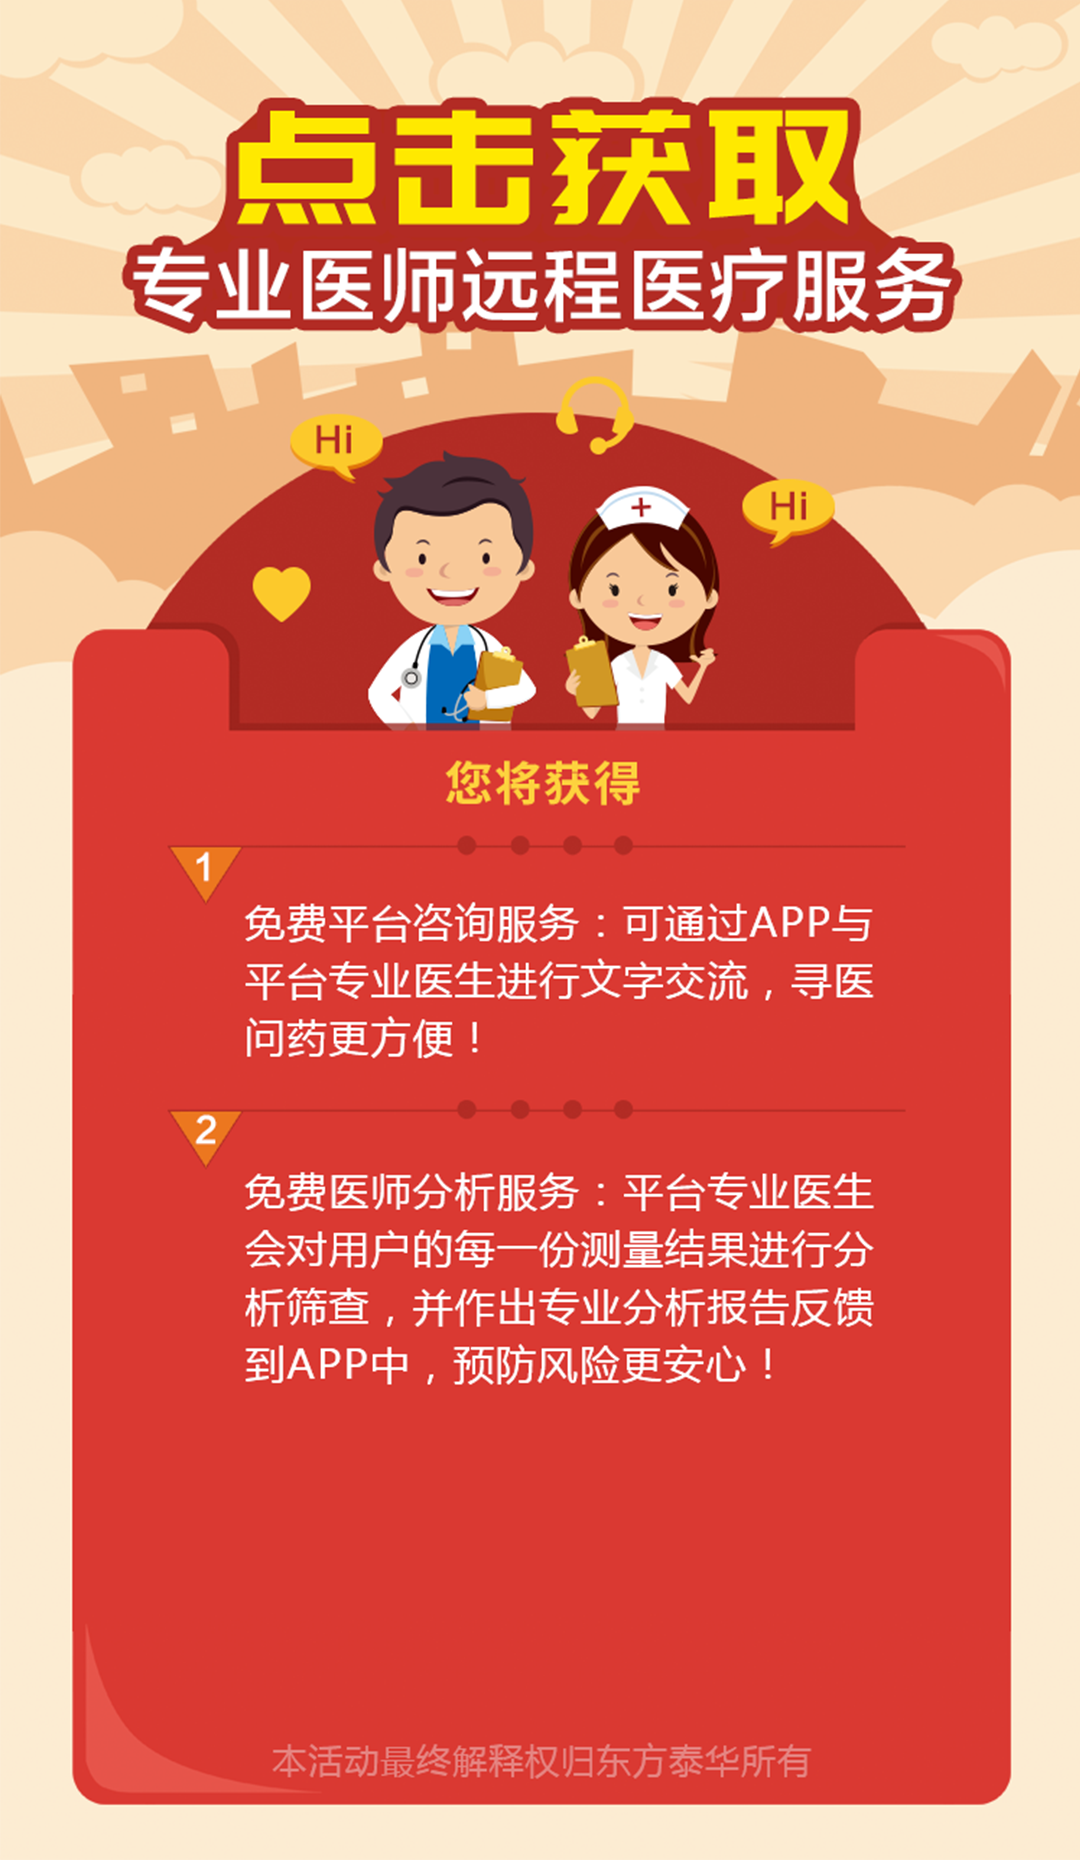 点击获取
专业医师远程医疗服务
Hi
Hi
您将获得
1
免费平台咨询服务：可通过APP与
平台专业医生进行文字交流，寻医
问药更方便！
2
免费医师分析服务：平台专业医生
会对用户的每一份测量结果进行分
析筛查，并作出专业分析报告反馈
到APP中，预防风险更安心！
本活动最终解释权归东方泰华所有